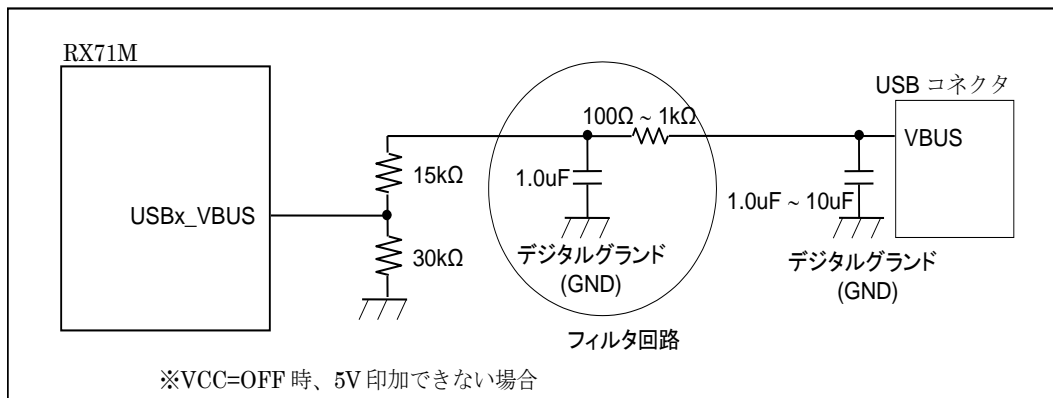 RX71M
USB コネクタ
100Ω ~ 1kΩ
VBUS
15kΩ
1.0uF
1.0uF ~ 10uF
USBx_VBUS
30kΩ
デジタルグランド
(GND)
デジタルグランド
(GND)
フィルタ回路
※VCC=OFF 時、5V 印加できない場合